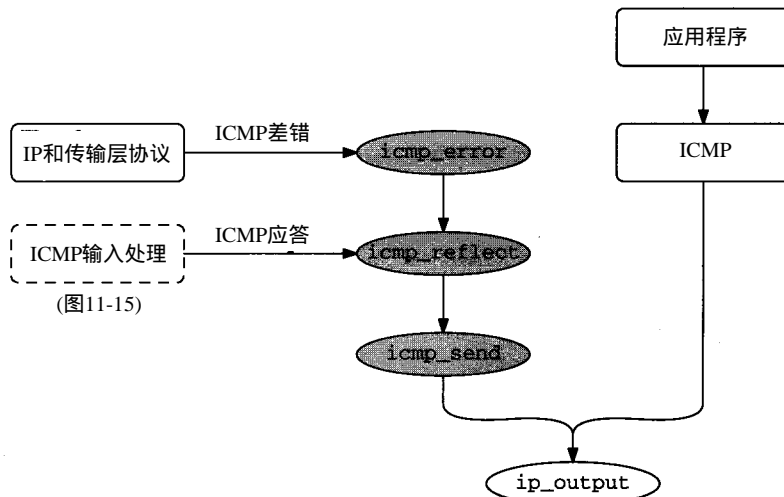 应用程序
ICMP差错
IP和传输层协议
icmp_error
ICMP
ICMP应答
ICMP输入处理
icmp_reflect
(图11-15)
icmp_send
ip_output